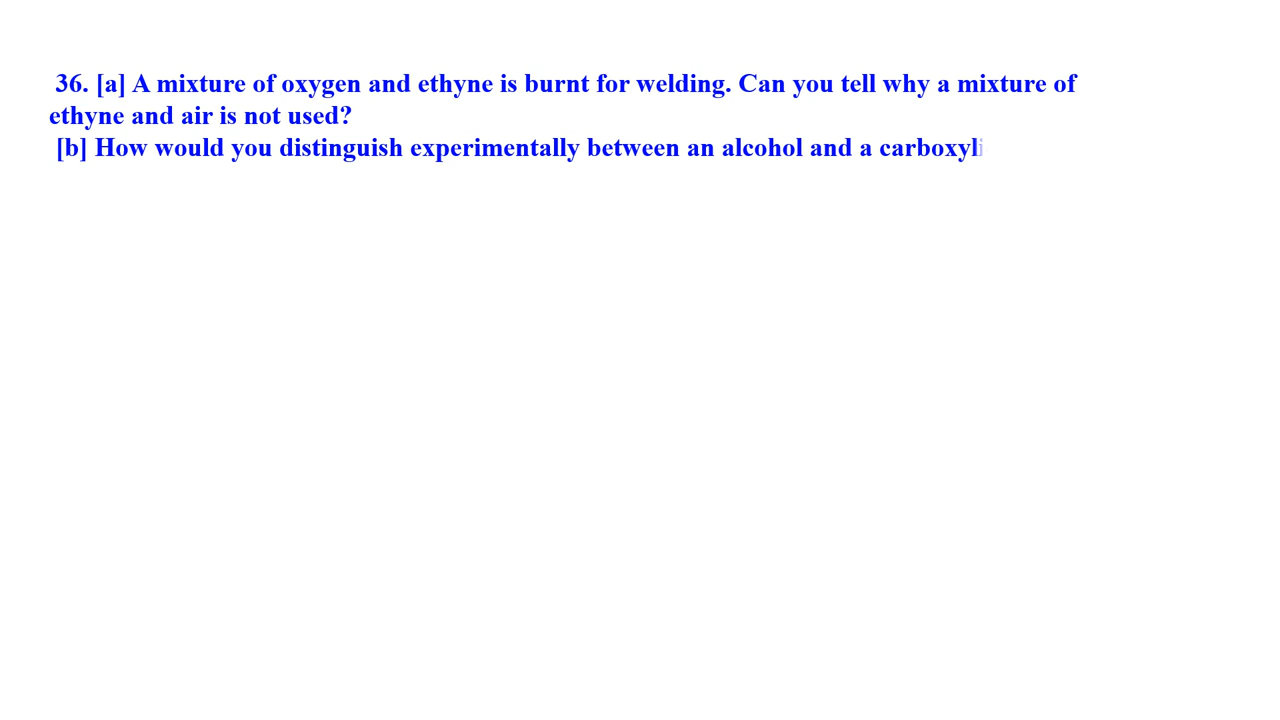 36. [a] A mixture of oxygen and ethyne is burnt for welding. Can you tell why a mixture of
ethyne and air is not used?
[b] How would you distinguish experimentally between an alcohol and a carboxyli